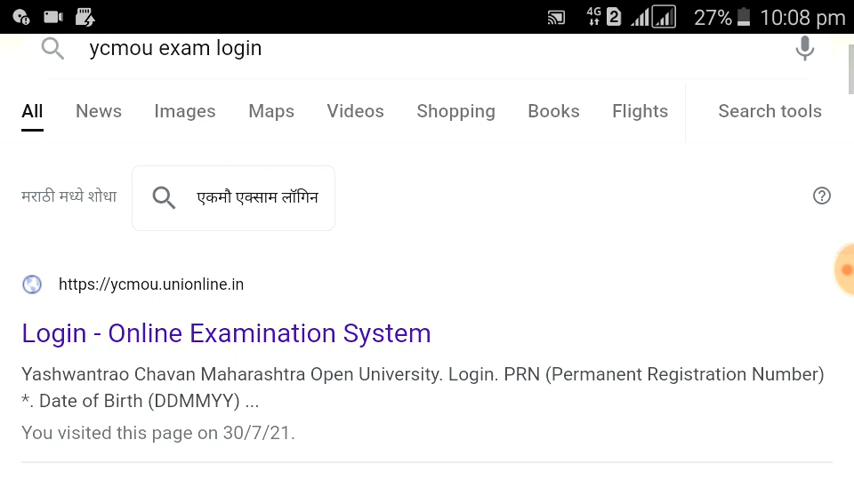 4G 2 27% 10:08 pm
ycmou exam login
All News Images Maps Videos Shopping Books Flights Search tools
मराठी मध्ये शोधा एकमौ एक्साम लॉगिन
https://ycmou.unionline.in
Login - Online Examination System
Yashwantrao Chavan Maharashtra Open University. Login. PRN (Permanent Registration Number)
*. Date of Birth (DDMMYY) ...
You visited this page on 30/7/21.